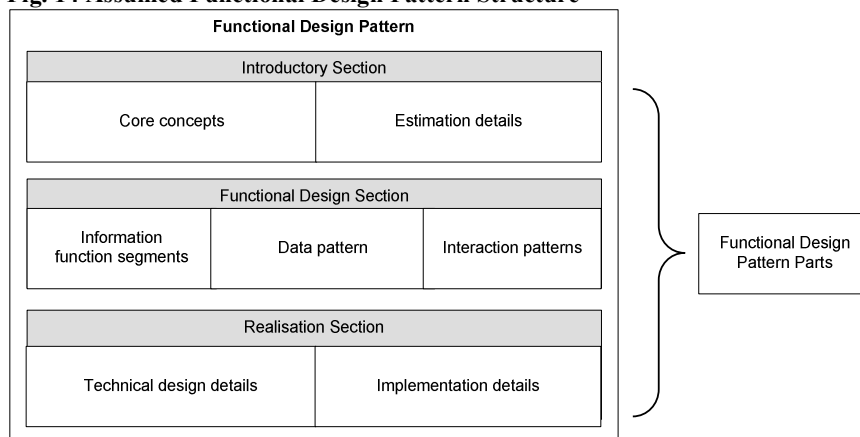 Fig. 1 : Assumed Functional Design Pattern Structure
Functional Design Pattern
Introductory Section
Core concepts
Estimation details
Functional Design Section
Information
function segments
Data pattern
Interaction patterns
Realisation Section
Technical design details
Implementation details
Functional Design
Pattern Parts